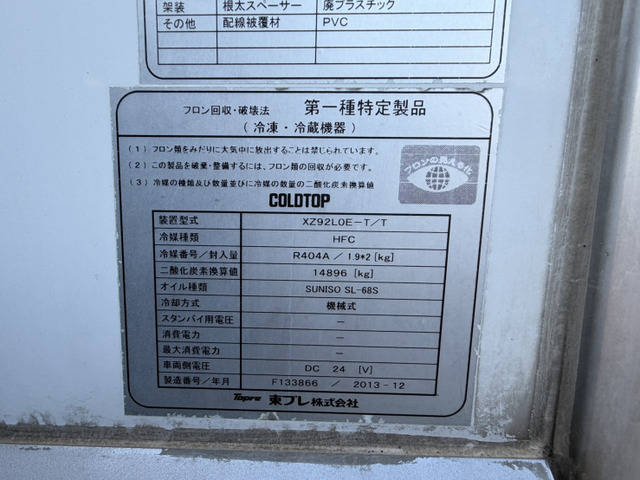 架装 根太スペーサー 廃プラスチック
その他 配線被覆材 PVC
フロン回収・破壊法 第一種特定製品
(冷凍・冷蔵機器)
(1) フロン類をみだりに大気中に放出することは禁じられています。
(2) この製品を破棄・整備するには、フロン類の回収が必要です。
(3) 冷媒の種類及び数量並びに冷媒の数量の二酸化炭素換算値
フロンの見える化
COLDTOP
装置型式 XZ92L0E-T/T
冷媒種類 HFC
冷媒番号/封入量 R404A / 1.9*2 [kg]
二酸化炭素換算値 14896 [kg]
オイル種類 SUNISO SL-68S
冷却方式 機械式
スタンバイ用電圧 −
消費電力 −
最大消費電力 −
車両側電圧 DC 24 [V]
製造番号/年月 F133866 / 2013-12
Topre 東プレ株式会社